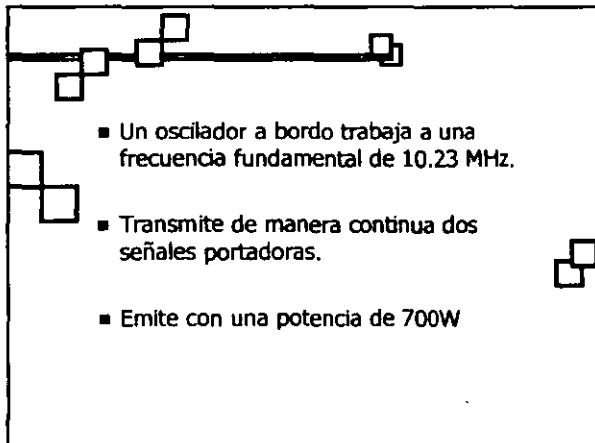 ▪ Un oscilador a bordo trabaja a una
frecuencia fundamental de 10.23 MHz.
▪ Transmite de manera continua dos
señales portadoras.
▪ Emite con una potencia de 700W